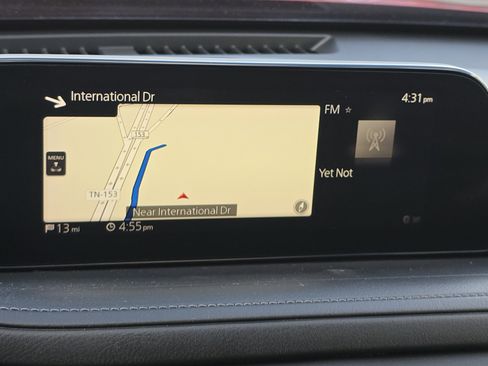 International Dr
FM ☆
4:31 pm
153
MENU
Yet Not
TN-153
Near International Dr
13 mi
4:55 pm